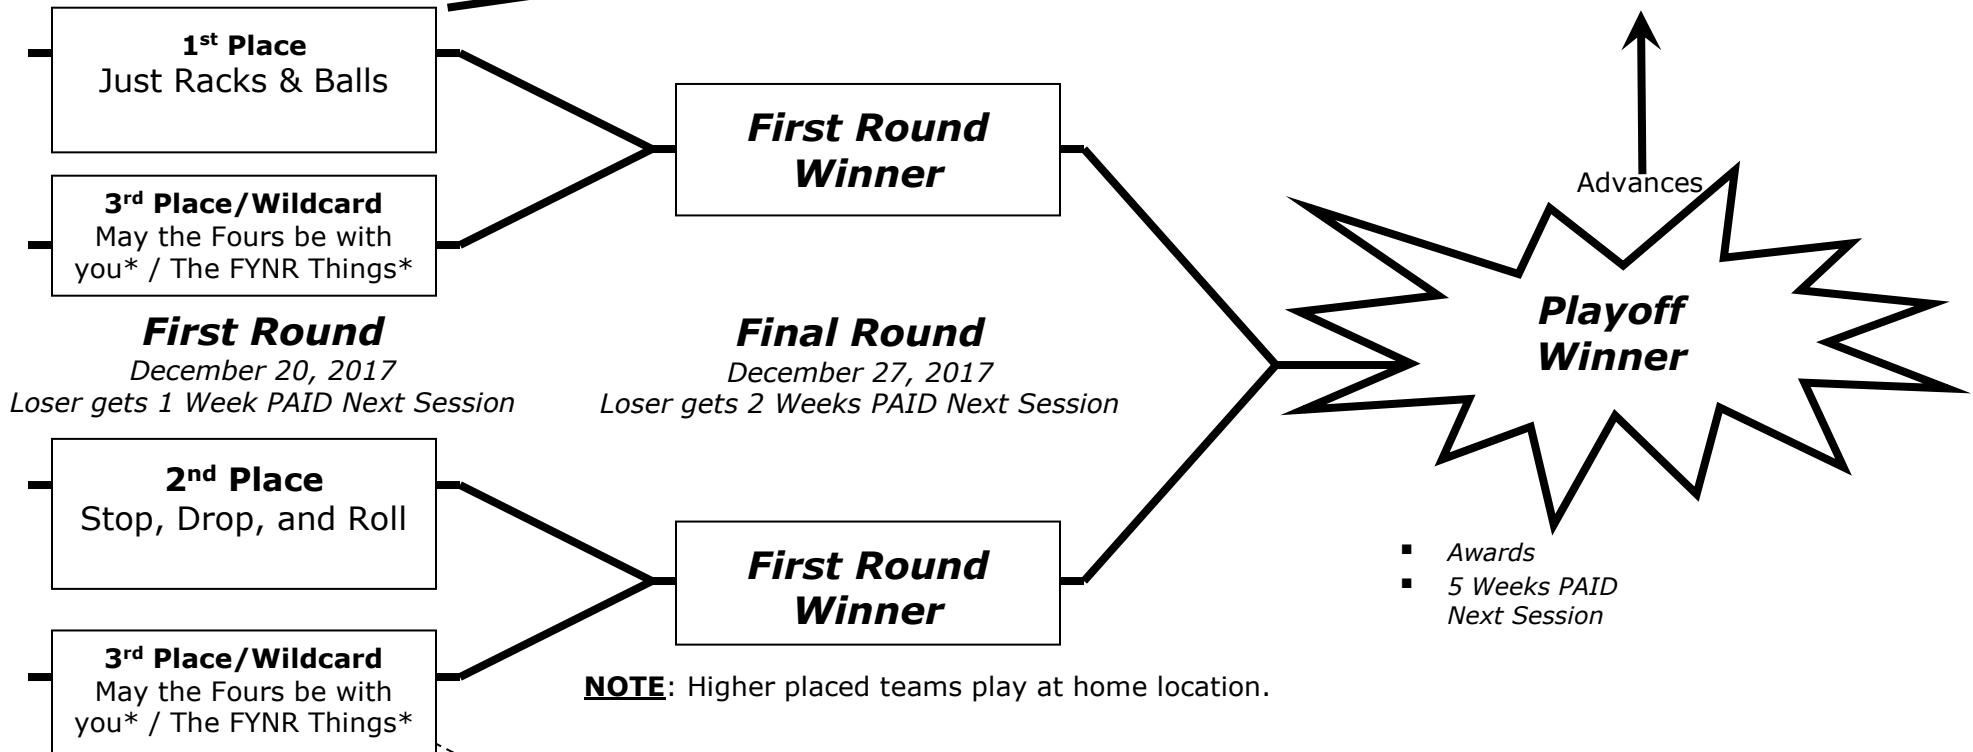 1st Place
Just Racks & Balls
3rd Place/Wildcard
May the Fours be with
you* / The FYNR Things*
First Round
December 20, 2017
Loser gets 1 Week PAID Next Session
2nd Place
Stop, Drop, and Roll
3rd Place/Wildcard
May the Fours be with
you* / The FYNR Things*
First Round
Winner
Final Round
December 27, 2017
Loser gets 2 Weeks PAID Next Session
First Round
Winner
NOTE: Higher placed teams play at home location.
Advances
Playoff
Winner
▪ Awards
▪ 5 Weeks PAID
Next Session